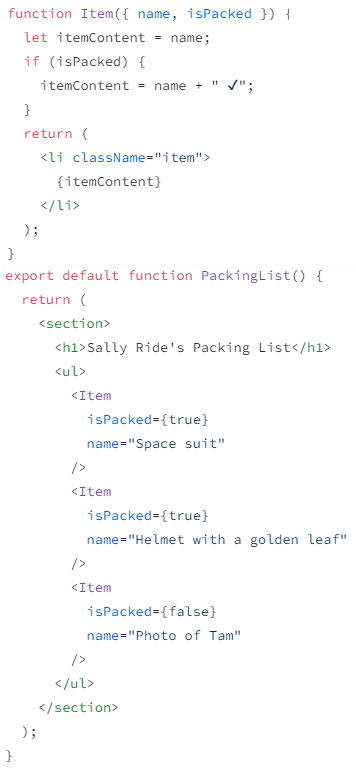 function Item({ name, isPacked }) {
  let itemContent = name;
  if (isPacked) {
    itemContent = name + " ✓";
  }
  return (
    <li className="item">
      {itemContent}
    </li>
  );
}
export default function PackingList() {
  return (
    <section>
      <h1>Sally Ride's Packing List</h1>
      <ul>
        <Item
          isPacked={true}
          name="Space suit"
        />
        <Item
          isPacked={true}
          name="Helmet with a golden leaf"
        />
        <Item
          isPacked={false}
          name="Photo of Tam"
        />
      </ul>
    </section>
  );
}